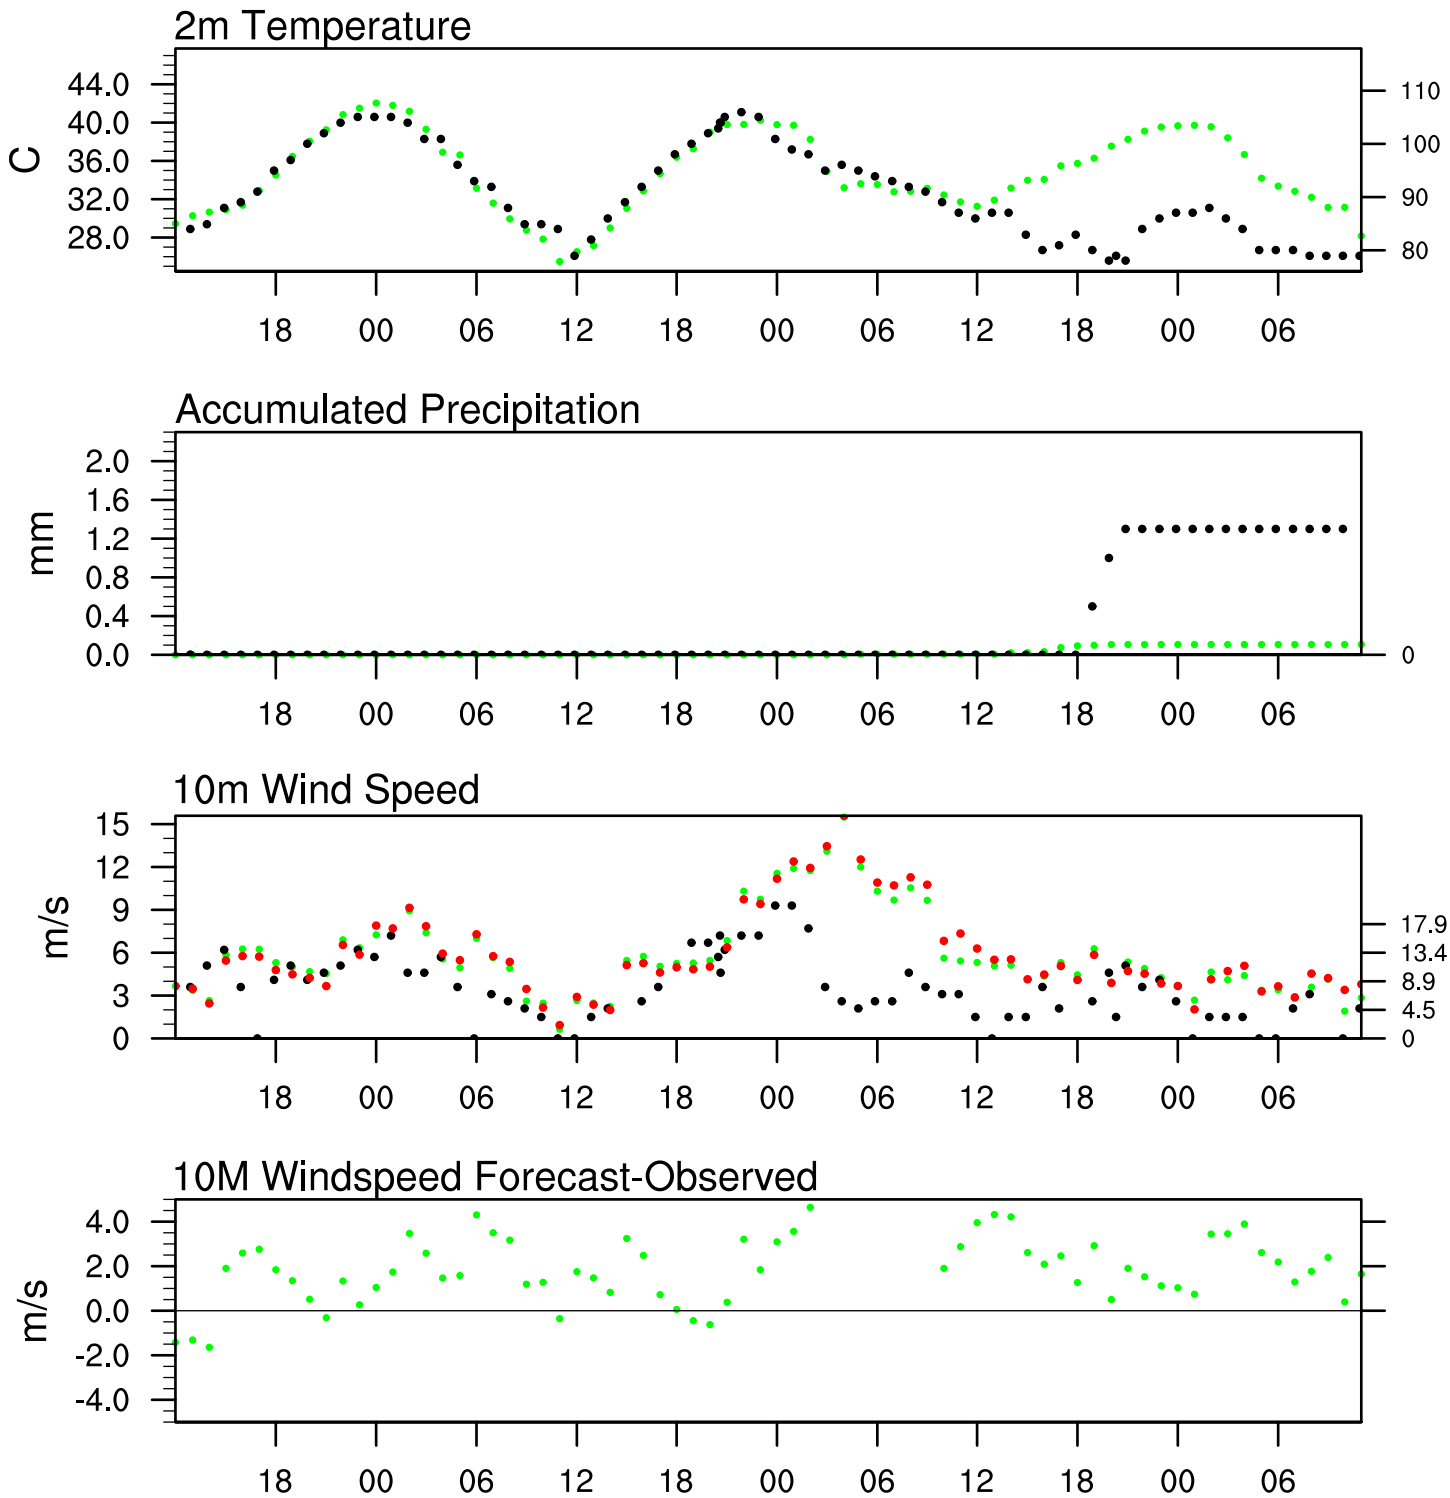 2m Temperature
44.0
40.0
36.0
32.0
28.0
C
110
100
90
80
18 00 06 12 18 00 06 12 18 00 06
Accumulated Precipitation
2.0
1.6
1.2
0.8
0.4
0.0
mm
0
18 00 06 12 18 00 06 12 18 00 06
10m Wind Speed
15
12
9
6
3
0
m/s
17.9
13.4
8.9
4.5
0
18 00 06 12 18 00 06 12 18 00 06
10M Windspeed Forecast-Observed
4.0
2.0
0.0
-2.0
-4.0
m/s
18 00 06 12 18 00 06 12 18 00 06